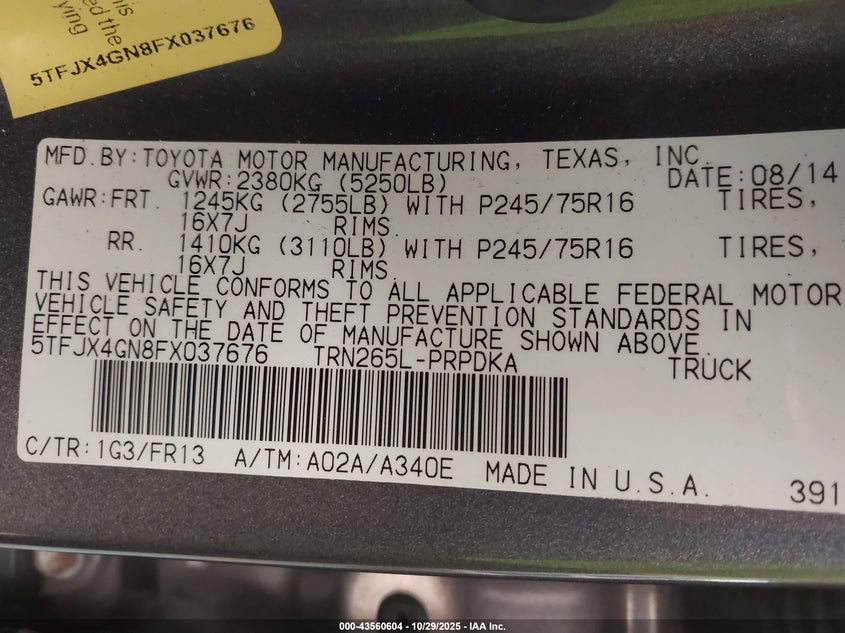 this
ed the
ying
5TFJX4GN8FX037676
MFD.BY:TOYOTA MOTOR MANUFACTURING, TEXAS, INC.
GVWR:2380KG (5250LB) DATE:08/14
GAWR:FRT. 1245KG (2755LB) WITH P245/75R16 TIRES,
16X7J RIMS.
RR. 1410KG (3110LB) WITH P245/75R16 TIRES,
16X7J RIMS.
THIS VEHICLE CONFORMS TO ALL APPLICABLE FEDERAL MOTOR
VEHICLE SAFETY AND THEFT PREVENTION STANDARDS IN
EFFECT ON THE DATE OF MANUFACTURE SHOWN ABOVE.
5TFJX4GN8FX037676 TRN265L-PRPDKA TRUCK
C/TR:1G3/FR13 A/TM:A02A/A340E MADE IN U.S.A. 391
000-43560604 - 10/29/2025 - IAA Inc.